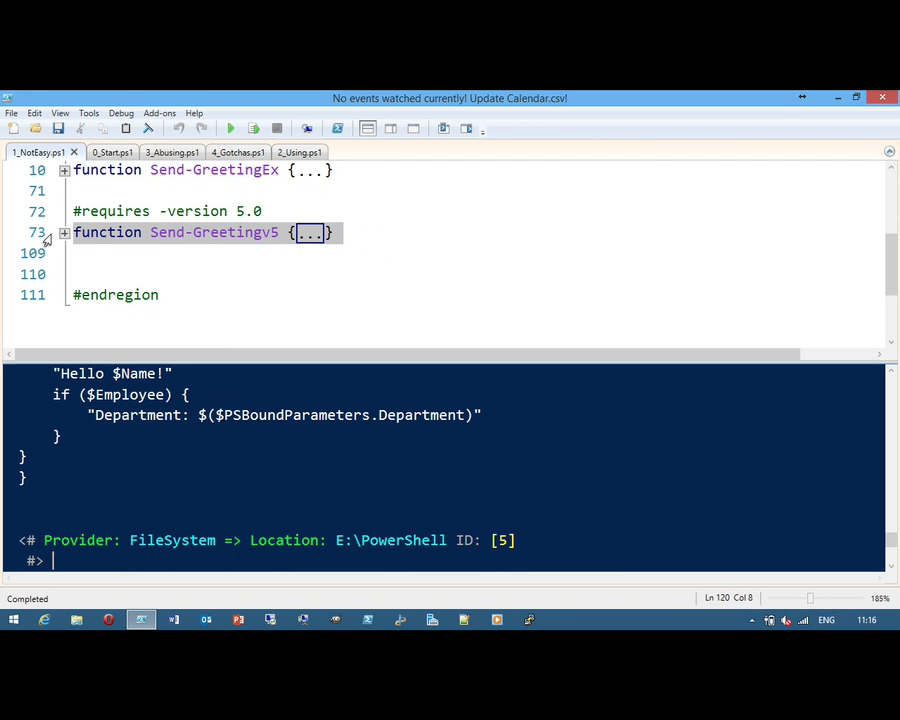 No events watched currently! Update Calendar.csv!
File Edit View Tools Debug Add-ons Help
1_NotEasy.ps1 0_Start.ps1 3_Abusing.ps1 4_Gotchas.ps1 2_Using.ps1
10 function Send-GreetingEx {...}
71
72 #requires -version 5.0
73 function Send-Greetingv5 {...}
109
110
111 #endregion
"Hello $Name!"
if ($Employee) {
"Department: $($PSBoundParameters.Department)"
}
}
}
<# Provider: FileSystem => Location: E:\PowerShell ID: [5]
#>
Completed Ln 120 Col 8 185%
ENG 11:16